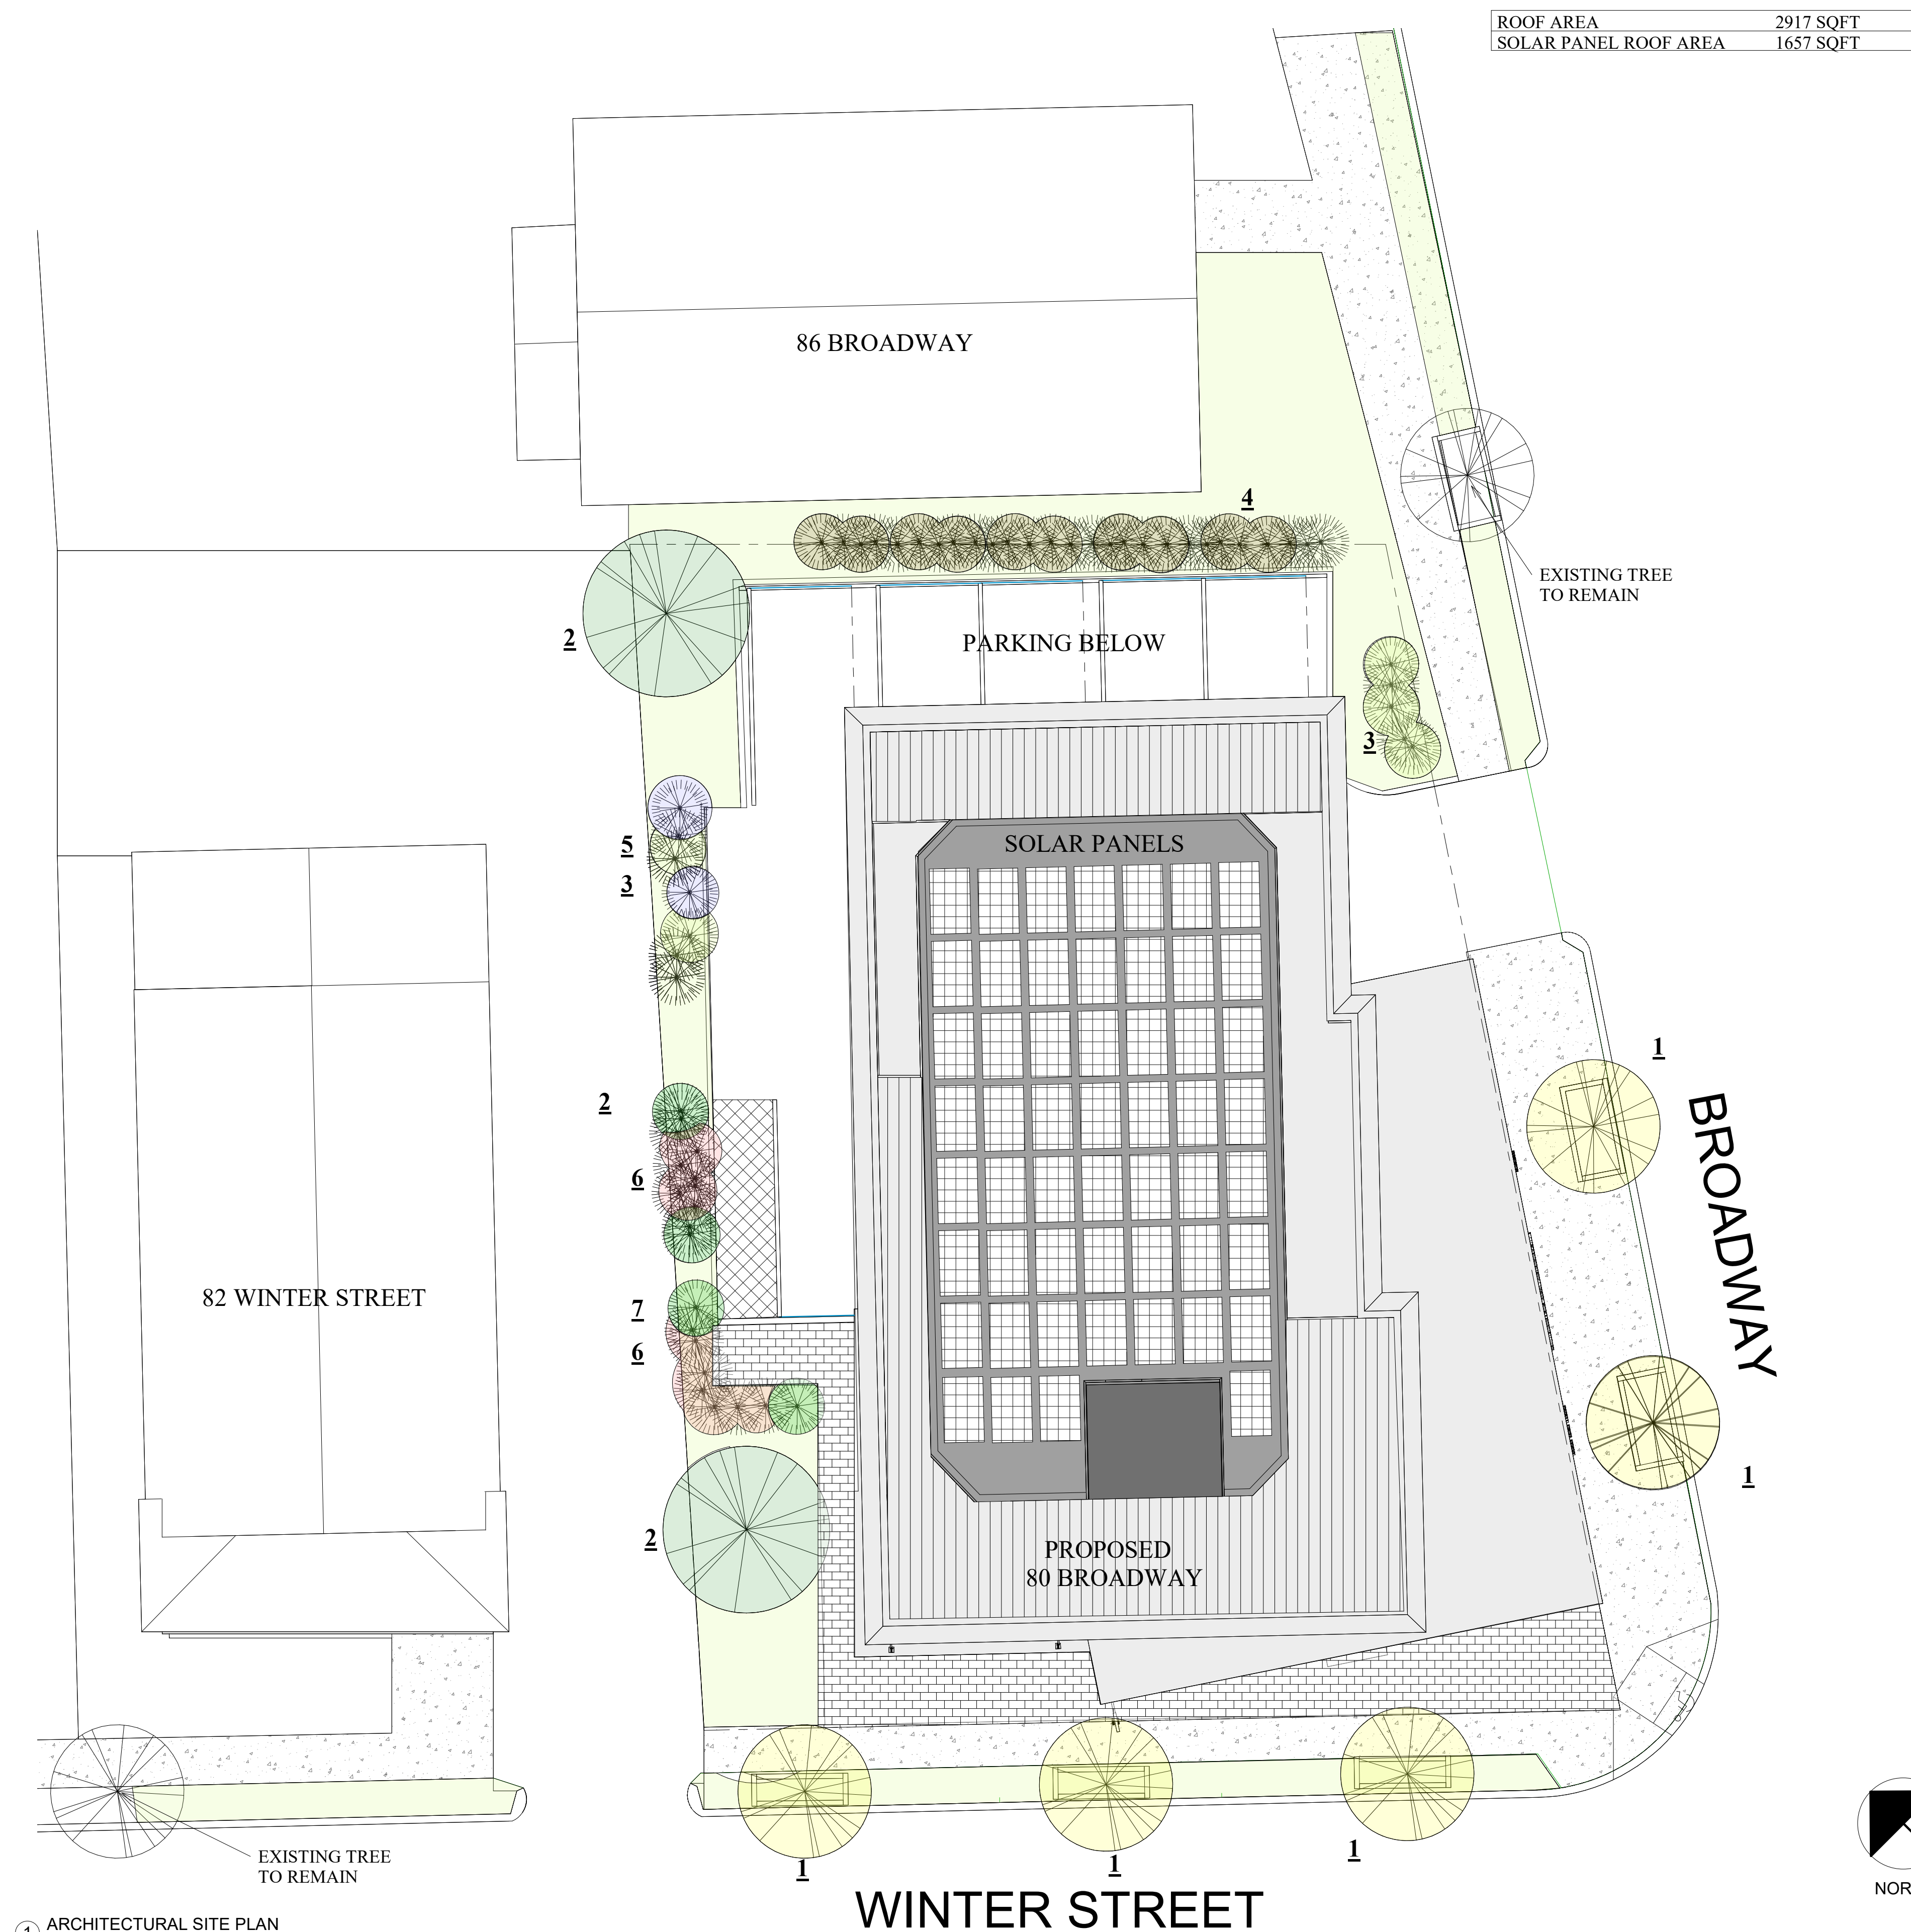 ROOF AREA 2917 SQFT
SOLAR PANEL ROOF AREA 1657 SQFT
86 BROADWAY
4
EXISTING TREE
TO REMAIN
2
PARKING BELOW
3
SOLAR PANELS
5
3
1
BROADWAY
2
6
82 WINTER STREET
7
6
1
2
PROPOSED
80 BROADWAY
EXISTING TREE
TO REMAIN
1
1
1
NOR
WINTER STREET
1 ARCHITECTURAL SITE PLAN